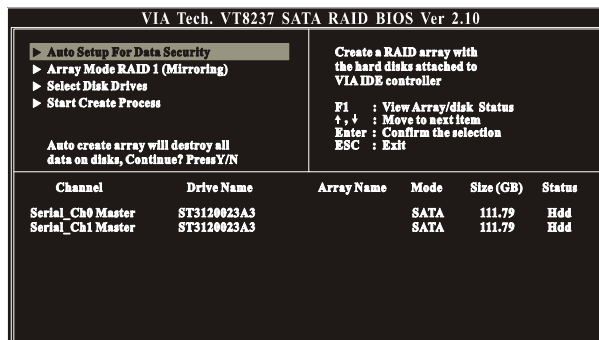 VIA Tech. VT8237 SATA RAID BIOS Ver 2.10
▶ Auto Setup For Data Security
▶ Array Mode RAID 1 (Mirroring)
▶ Select Disk Drives
▶ Start Create Process
Auto create array will destroy all
data on disks, Continue? PressY/N
Create a RAID array with
the hard disks attached to
VIA IDE controller
F1 : View Array/disk Status
↑,↓ : Move to next item
Enter : Confirm the selection
ESC : Exit
Channel Drive Name Array Name Mode Size (GB) Status
Serial_Ch0 Master ST3120023A3 SATA 111.79 Hdd
Serial_Ch1 Master ST3120023A3 SATA 111.79 Hdd